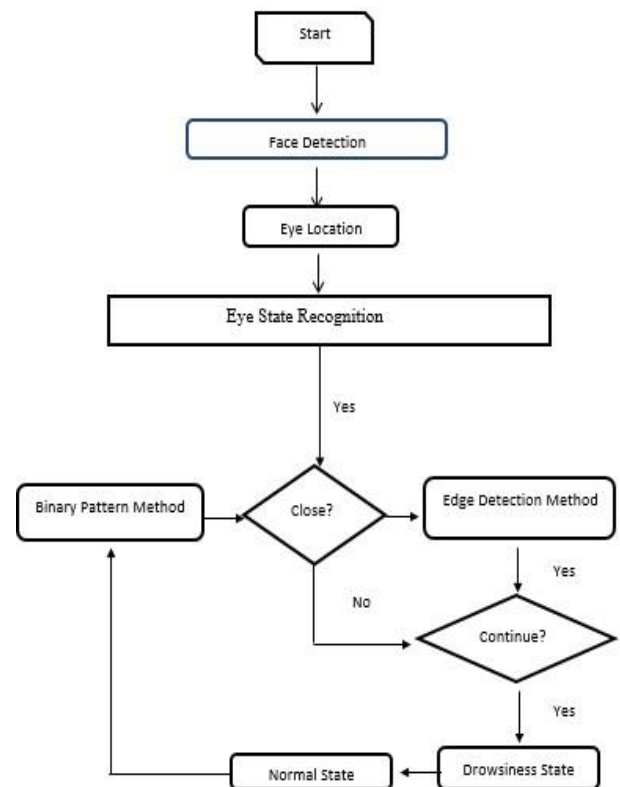 Start
Face Detection
Eye Location
Eye State Recognition
Yes
Binary Pattern Method
Close?
Edge Detection Method
Yes
No
Continue?
Yes
Normal State
Drowsiness State